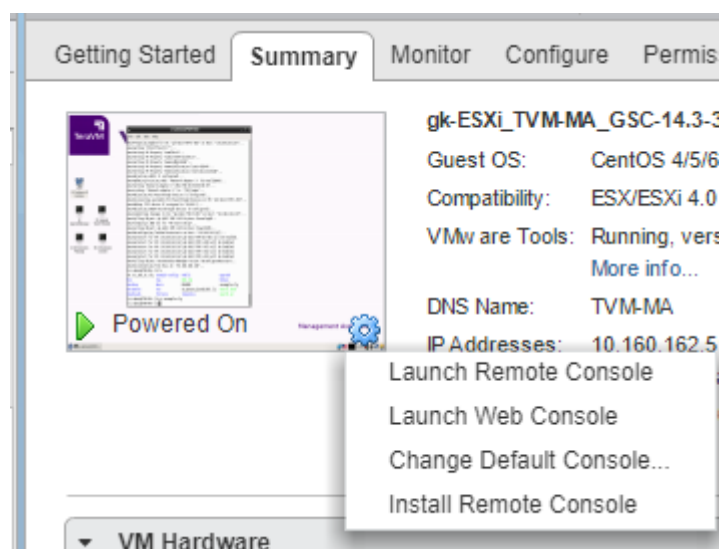 Getting Started Summary Monitor Configure Permis
gk-ESXi_TVM-MA_GSC-14.3-3
Guest OS: CentOS 4/5/6
Compatibility: ESX/ESXi 4.0
VMware Tools: Running, vers
More info...
DNS Name: TVM-MA
IP Addresses: 10.160.162.5
TeraVM
Powered On
Launch Remote Console
Launch Web Console
Change Default Console...
Install Remote Console
VM Hardware